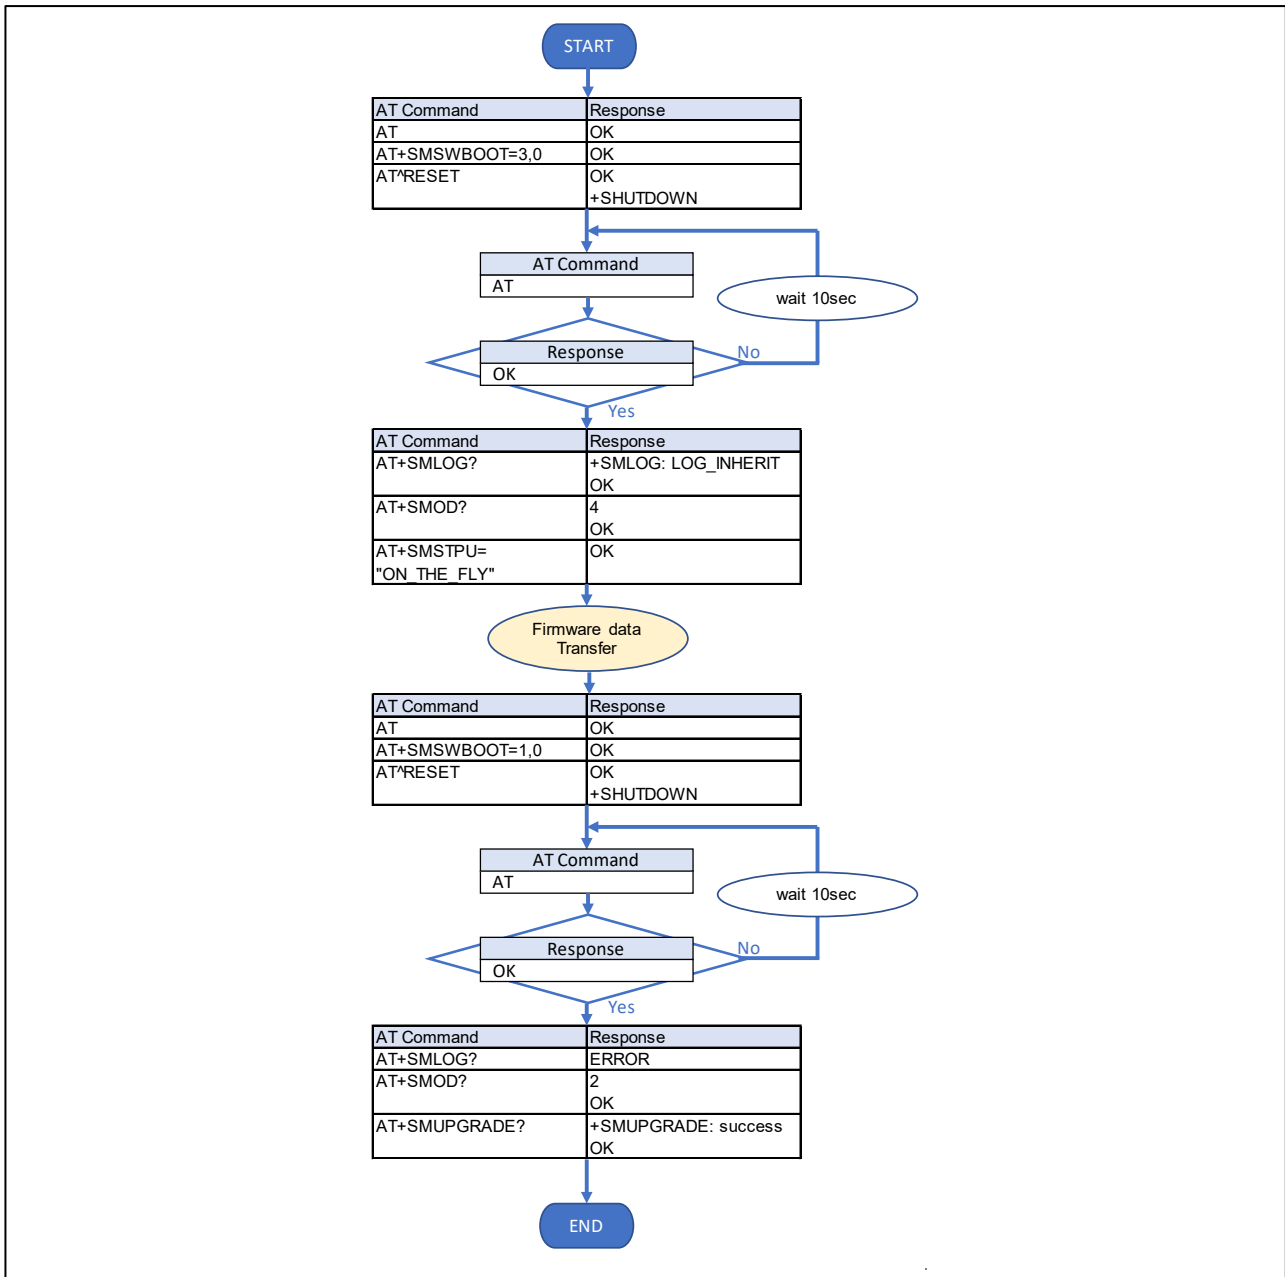 START
AT Command Response
AT OK
AT+SMSWBOOT=3,0 OK
AT^RESET OK
+SHUTDOWN
AT Command
AT
wait 10sec
Response
No
OK
Yes
AT Command Response
AT+SMLOG? +SMLOG: LOG_INHERIT
OK
AT+SMOD? 4
OK
AT+SMSTPU= OK
"ON_THE_FLY"
Firmware data
Transfer
AT Command Response
AT OK
AT+SMSWBOOT=1,0 OK
AT^RESET OK
+SHUTDOWN
AT Command
AT
wait 10sec
Response
No
OK
Yes
AT Command Response
AT+SMLOG? ERROR
AT+SMOD? 2
OK
AT+SMUPGRADE? +SMUPGRADE: success
OK
END